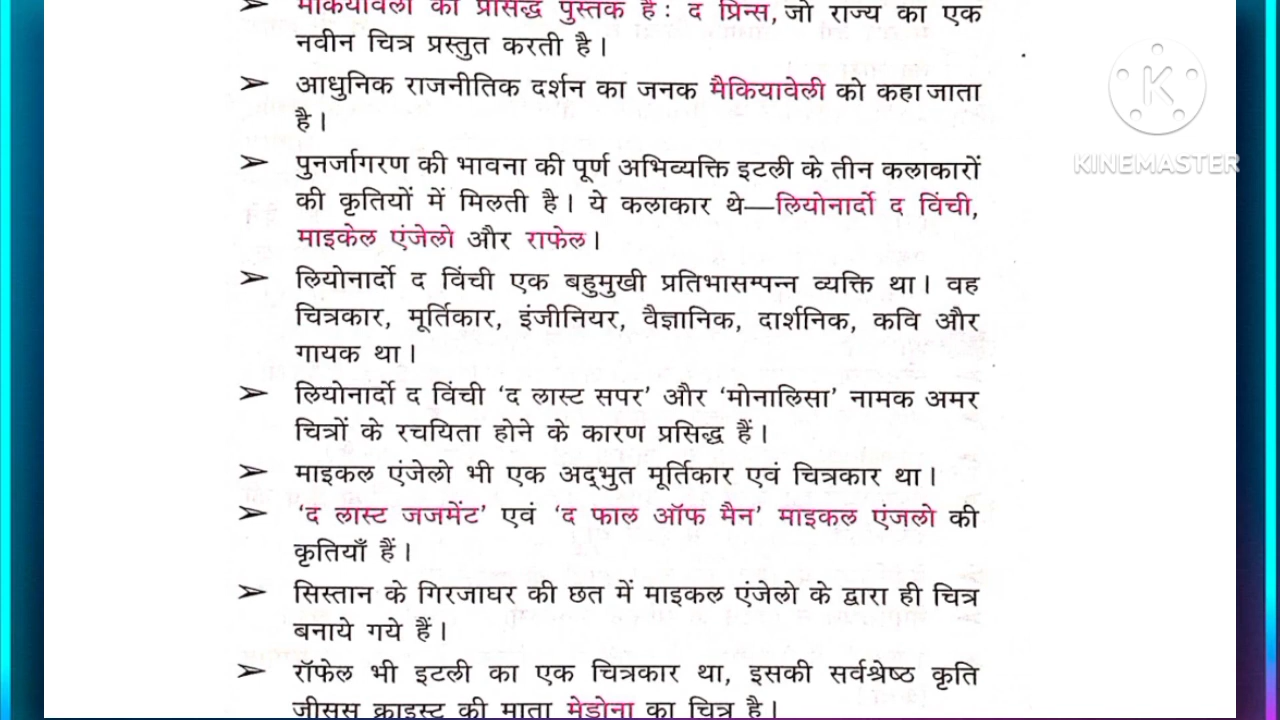 ➢ मैकियावेली की प्रसिद्ध पुस्तक है : द प्रिन्स, जो राज्य का एक
नवीन चित्र प्रस्तुत करती है।
➢ आधुनिक राजनीतिक दर्शन का जनक मैकियावेली को कहा जाता
है।
➢ पुनर्जागरण की भावना की पूर्ण अभिव्यक्ति इटली के तीन कलाकारों
की कृतियों में मिलती है। ये कलाकार थे—लियोनार्दो द विंची,
माइकेल एंजेलो और राफेल।
➢ लियोनार्दो द विंची एक बहुमुखी प्रतिभासम्पन्न व्यक्ति था। वह
चित्रकार, मूर्तिकार, इंजीनियर, वैज्ञानिक, दार्शनिक, कवि और
गायक था।
➢ लियोनार्दो द विंची ‘द लास्ट सपर’ और ‘मोनालिसा’ नामक अमर
चित्रों के रचयिता होने के कारण प्रसिद्ध हैं।
➢ माइकल एंजेलो भी एक अद्‌भुत मूर्तिकार एवं चित्रकार था।
➢ ‘द लास्ट जजमेंट’ एवं ‘द फाल ऑफ मैन’ माइकल एंजलो की
कृतियाँ हैं।
➢ सिस्तान के गिरजाघर की छत में माइकल एंजेलो के द्वारा ही चित्र
बनाये गये हैं।
➢ रॉफेल भी इटली का एक चित्रकार था, इसकी सर्वश्रेष्ठ कृति
जीसस क्राइस्ट की माता मेडोना का चित्र है।
K
KINEMASTER